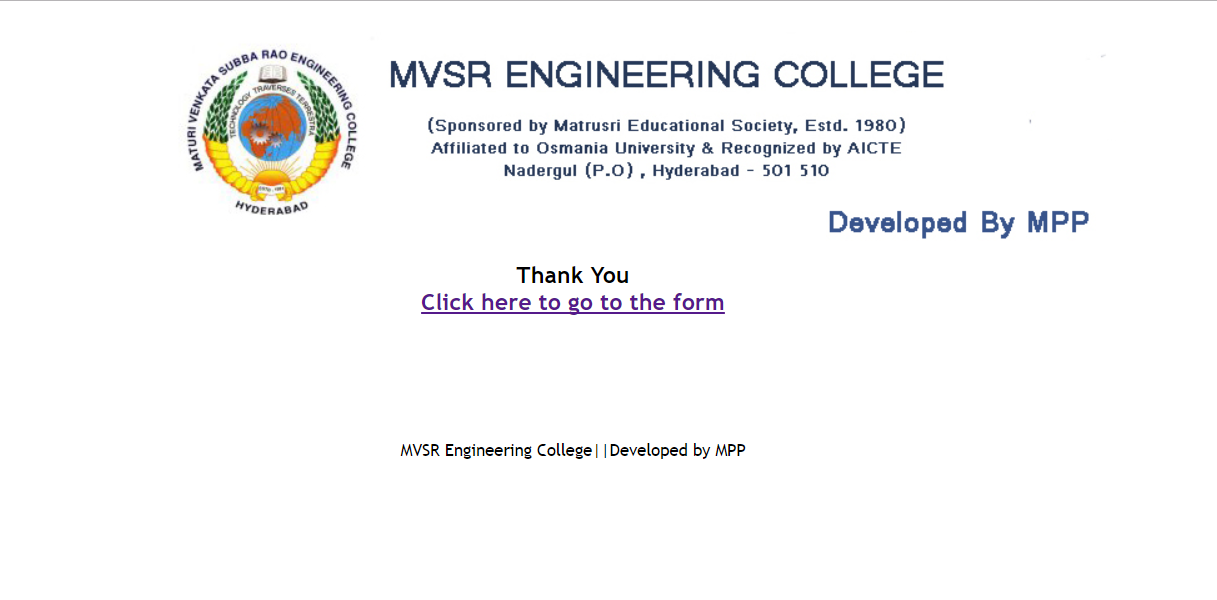 MATURI VENKATA SUBBA RAO ENGINEERING COLLEGE
TECHNOLOGY TRAVERSES TERRESTRIA
HYDERABAD
MVSR ENGINEERING COLLEGE
(Sponsored by Matrusri Educational Society, Estd. 1980)
Affiliated to Osmania University & Recognized by AICTE
Nadergul (P.O) , Hyderabad - 501 510
Developed By MPP
Thank You
Click here to go to the form
MVSR Engineering College||Developed by MPP